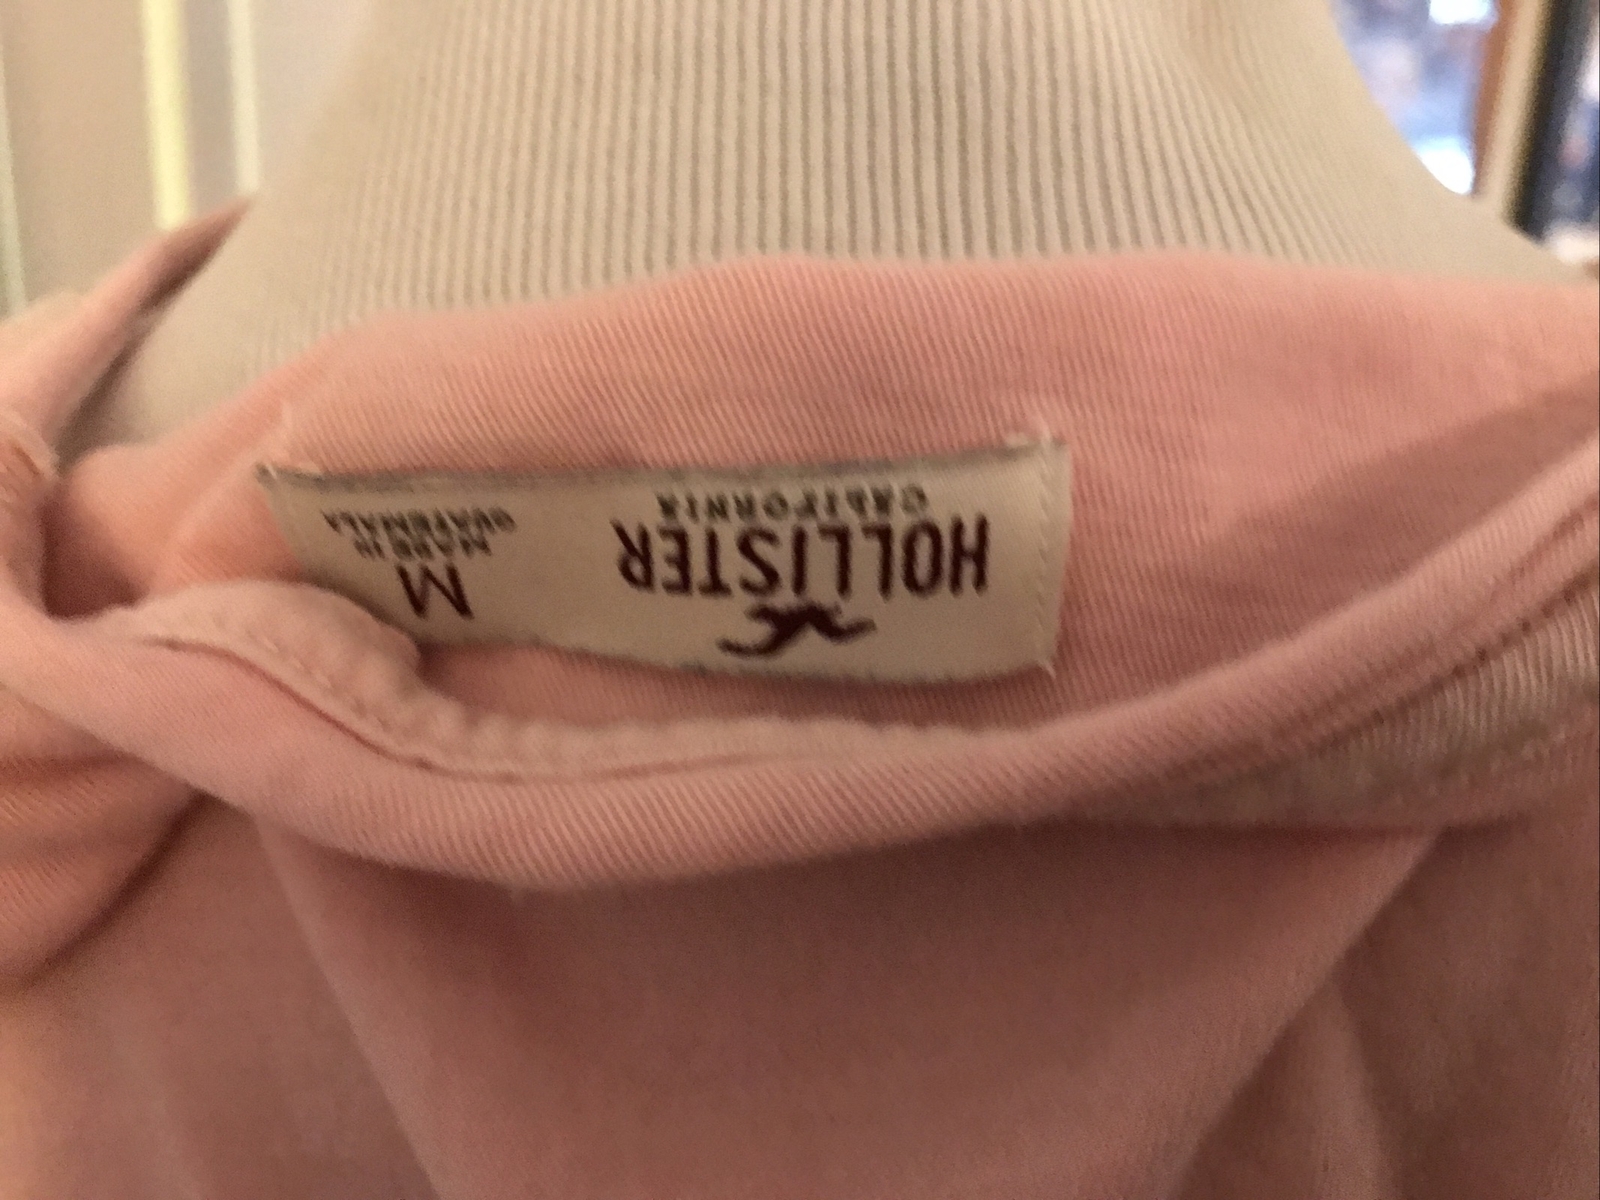 HOLLISTER
CALIFORNIA
M
MADE IN
GUATEMALA